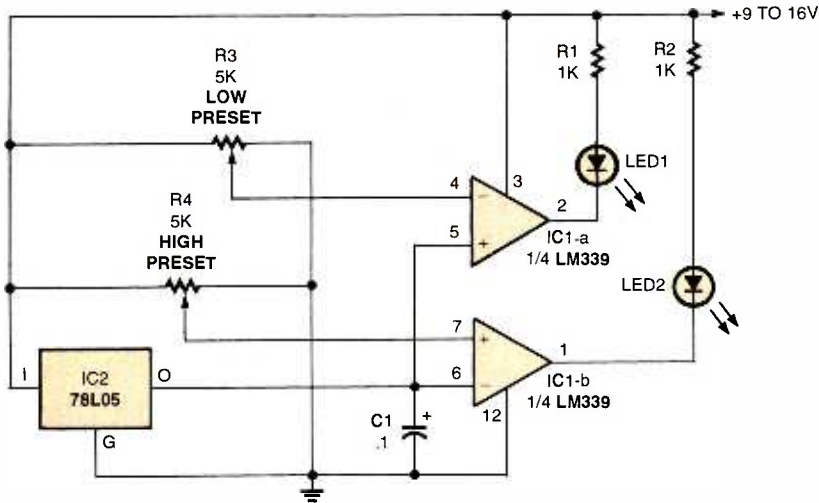 +9 TO 16V
R3
5K
LOW
PRESET
R1
1K
R2
1K
LED1
4
3
−
2
5
+
IC1-a
1/4 LM339
R4
5K
HIGH
PRESET
LED2
7
+
1
6
−
IC1-b
1/4 LM339
12
I
IC2
78L05
O
G
C1
.1
+